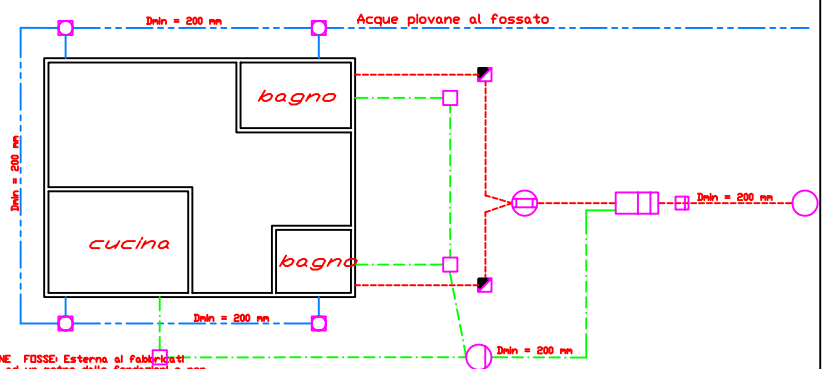 Dmin = 200 mm
Acque piovane al fossato
bagno
Dmin = 200 mm
Dmin = 200 mm
cucina
bagno
Dmin = 200 mm
Dmin = 200 mm
NE FOSSE: Esterna ai fabbricati